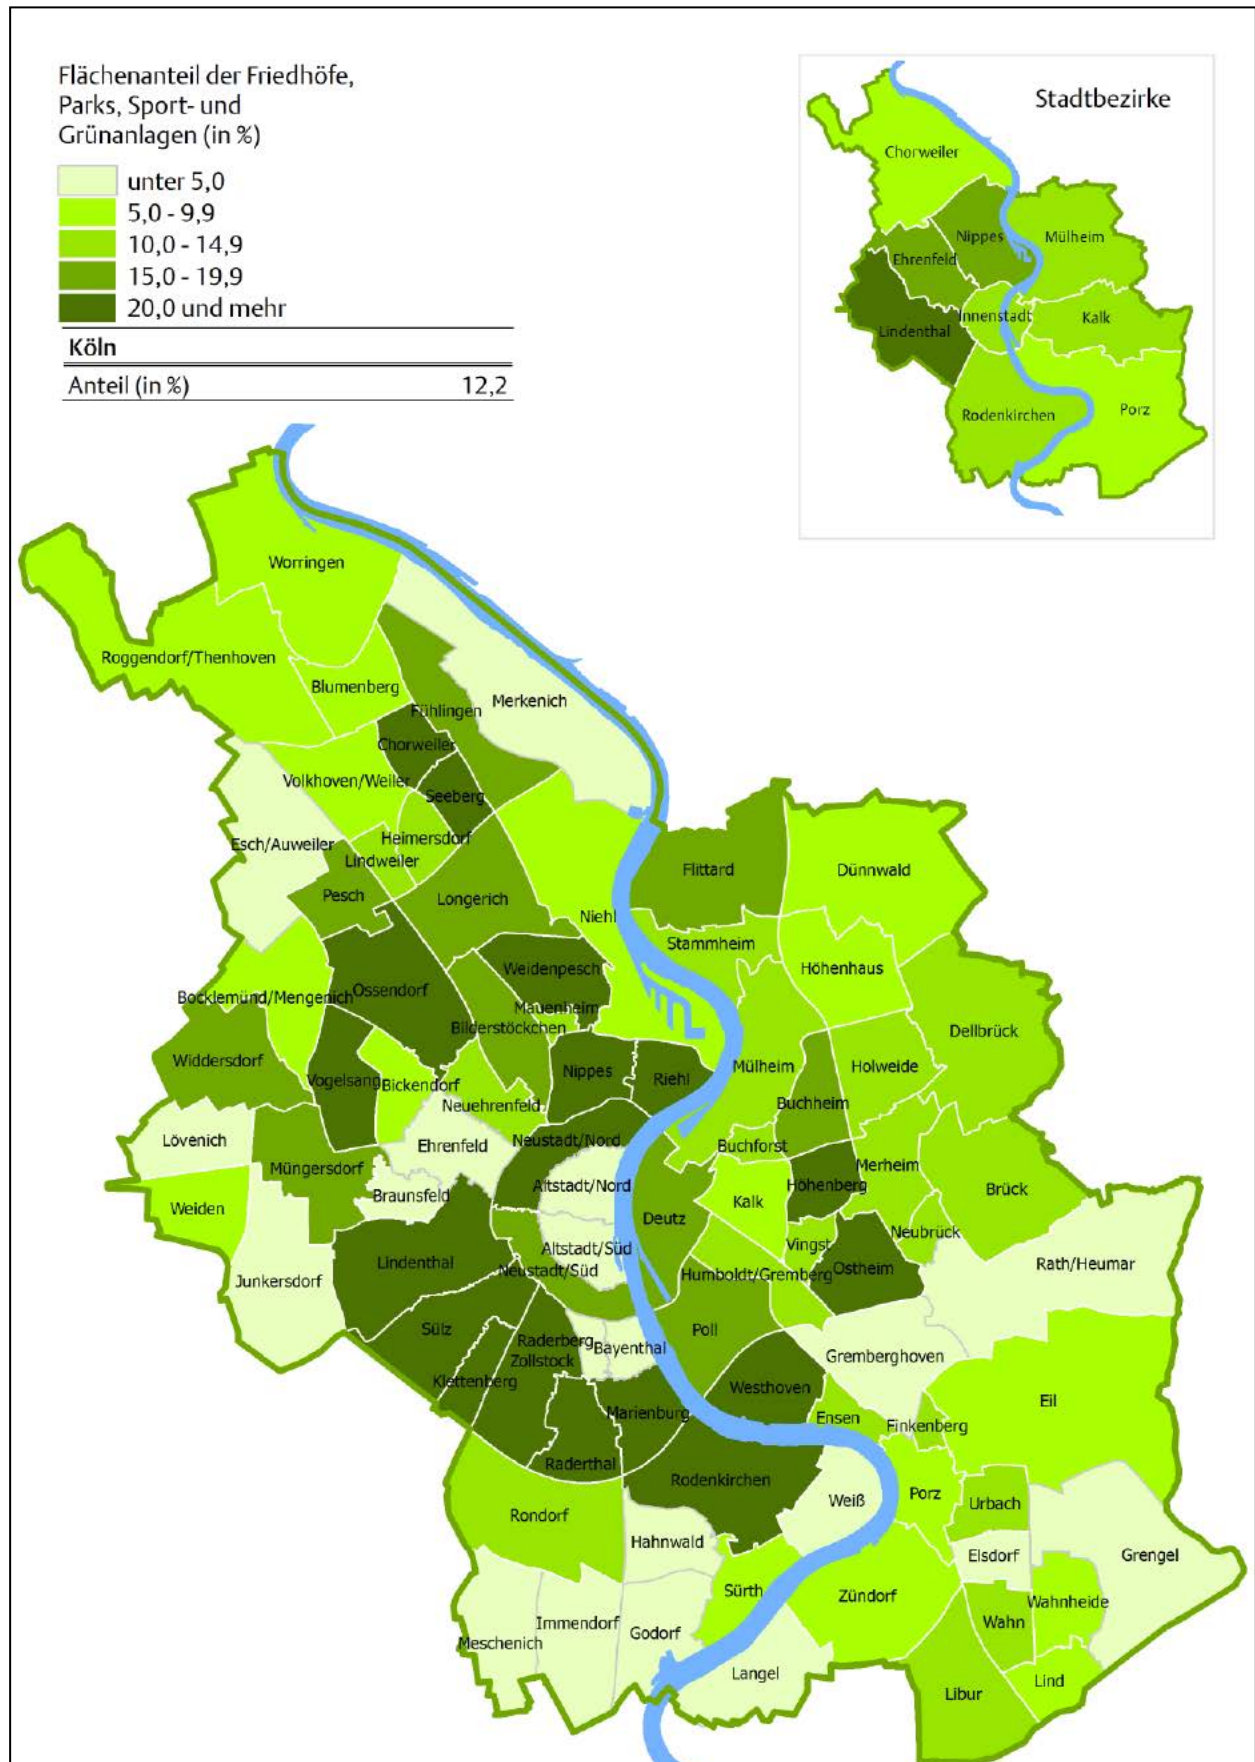 Flächenanteil der Friedhöfe,
Parks, Sport- und
Grünanlagen (in %)
unter 5,0
5,0 - 9,9
10,0 - 14,9
15,0 - 19,9
20,0 und mehr
Köln
Anteil (in %) 12,2
Stadtbezirke
Chorweiler
Nippes
Mülheim
Ehrenfeld
Innenstadt
Kalk
Lindenthal
Rodenkirchen
Porz
Worringen
Roggendorf/Thenhoven
Blumenberg
Merkenich
Fühlingen
Chorweiler
Volkhoven/Weiler
Seeberg
Heimersdorf
Esch/Auweiler
Lindweiler
Pesch
Longerich
Flittard
Dünnwald
Niehl
Stammheim
Höhenhaus
Weidenpesch
Ossendorf
Bocklemünd/Mengenich
Mauenheim
Bilderstöckchen
Dellbrück
Widdersdorf
Vogelsang
Bickendorf
Nippes
Riehl
Mülheim
Holweide
Neuehrenfeld
Buchheim
Lövenich
Ehrenfeld
Neustadt/Nord
Buchforst
Müngersdorf
Merheim
Braunsfeld
Altstadt/Nord
Höhenberg
Brück
Weiden
Kalk
Deutz
Neubrück
Altstadt/Süd
Vingst
Lindenthal
Neustadt/Süd
Rath/Heumar
Junkersdorf
Humboldt/Gremberg
Ostheim
Sülz
Poll
Raderberg
Bayenthal
Zollstock
Gremberghoven
Klettenberg
Westhoven
Eil
Marienburg
Ensen
Finkenberg
Raderthal
Rodenkirchen
Weiß
Porz
Urbach
Rondorf
Hahnwald
Elsdorf
Grengel
Sürth
Zündorf
Wahnheide
Immendorf
Wahn
Godorf
Meschenich
Langel
Lind
Libur